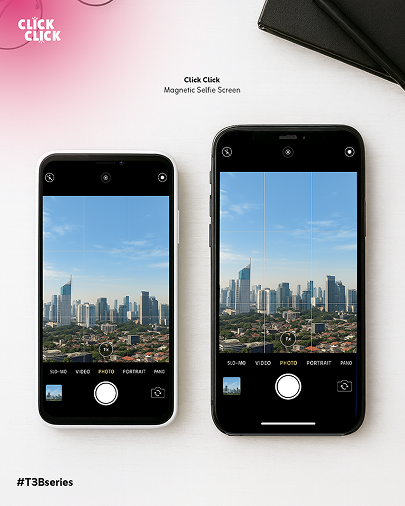 CLICK
CLICK
Click Click
Magnetic Selfie Screen
1x
SLO-MO VIDEO PHOTO PORTRAIT PANO
1x
SLO-MO VIDEO PHOTO PORTRAIT PANO
#T3Bseries